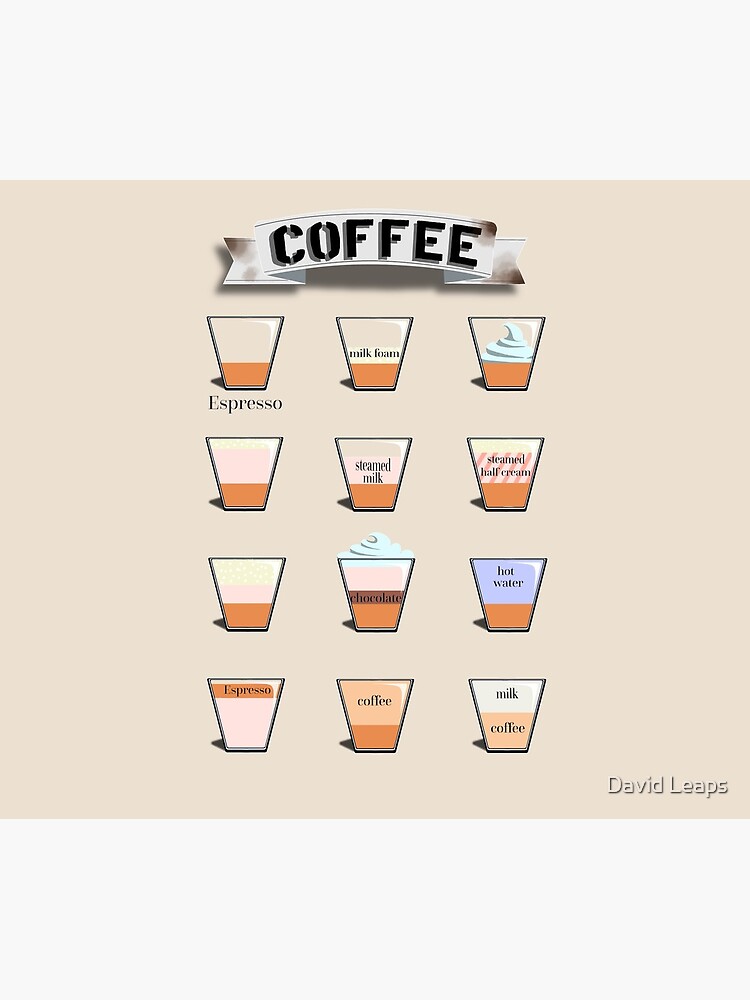 COFFEE
milk foam
Espresso
steamed
milk
steamed
half cream
chocolate
hot
water
Espresso
coffee
milk
coffee
David Leaps